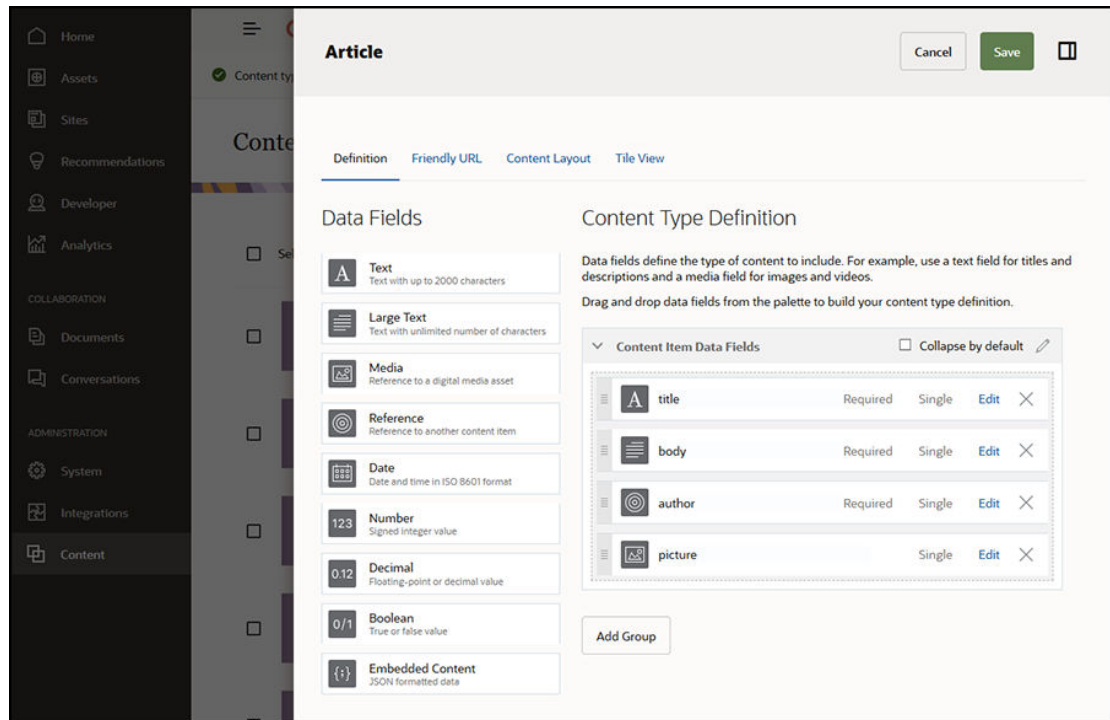 Home
Assets
Sites
Recommendations
Developer
Analytics
COLLABORATION
Documents
Conversations
ADMINISTRATION
System
Integrations
Content
Content
Article
Cancel
Save
Definition Friendly URL Content Layout Tile View
Data Fields
A Text
Text with up to 2000 characters
Large Text
Text with unlimited number of characters
Media
Reference to a digital media asset
Reference
Reference to another content item
Date
Date and time in ISO 8601 format
123 Number
Signed integer value
0.12 Decimal
Floating-point or decimal value
0/1 Boolean
True or false value
{;} Embedded Content
JSON formatted data
Content Type Definition
Data fields define the type of content to include. For example, use a text field for titles and
descriptions and a media field for images and videos.
Drag and drop data fields from the palette to build your content type definition.
Content Item Data Fields Collapse by default
A title Required Single Edit
body Required Single Edit
author Required Single Edit
picture Single Edit
Add Group